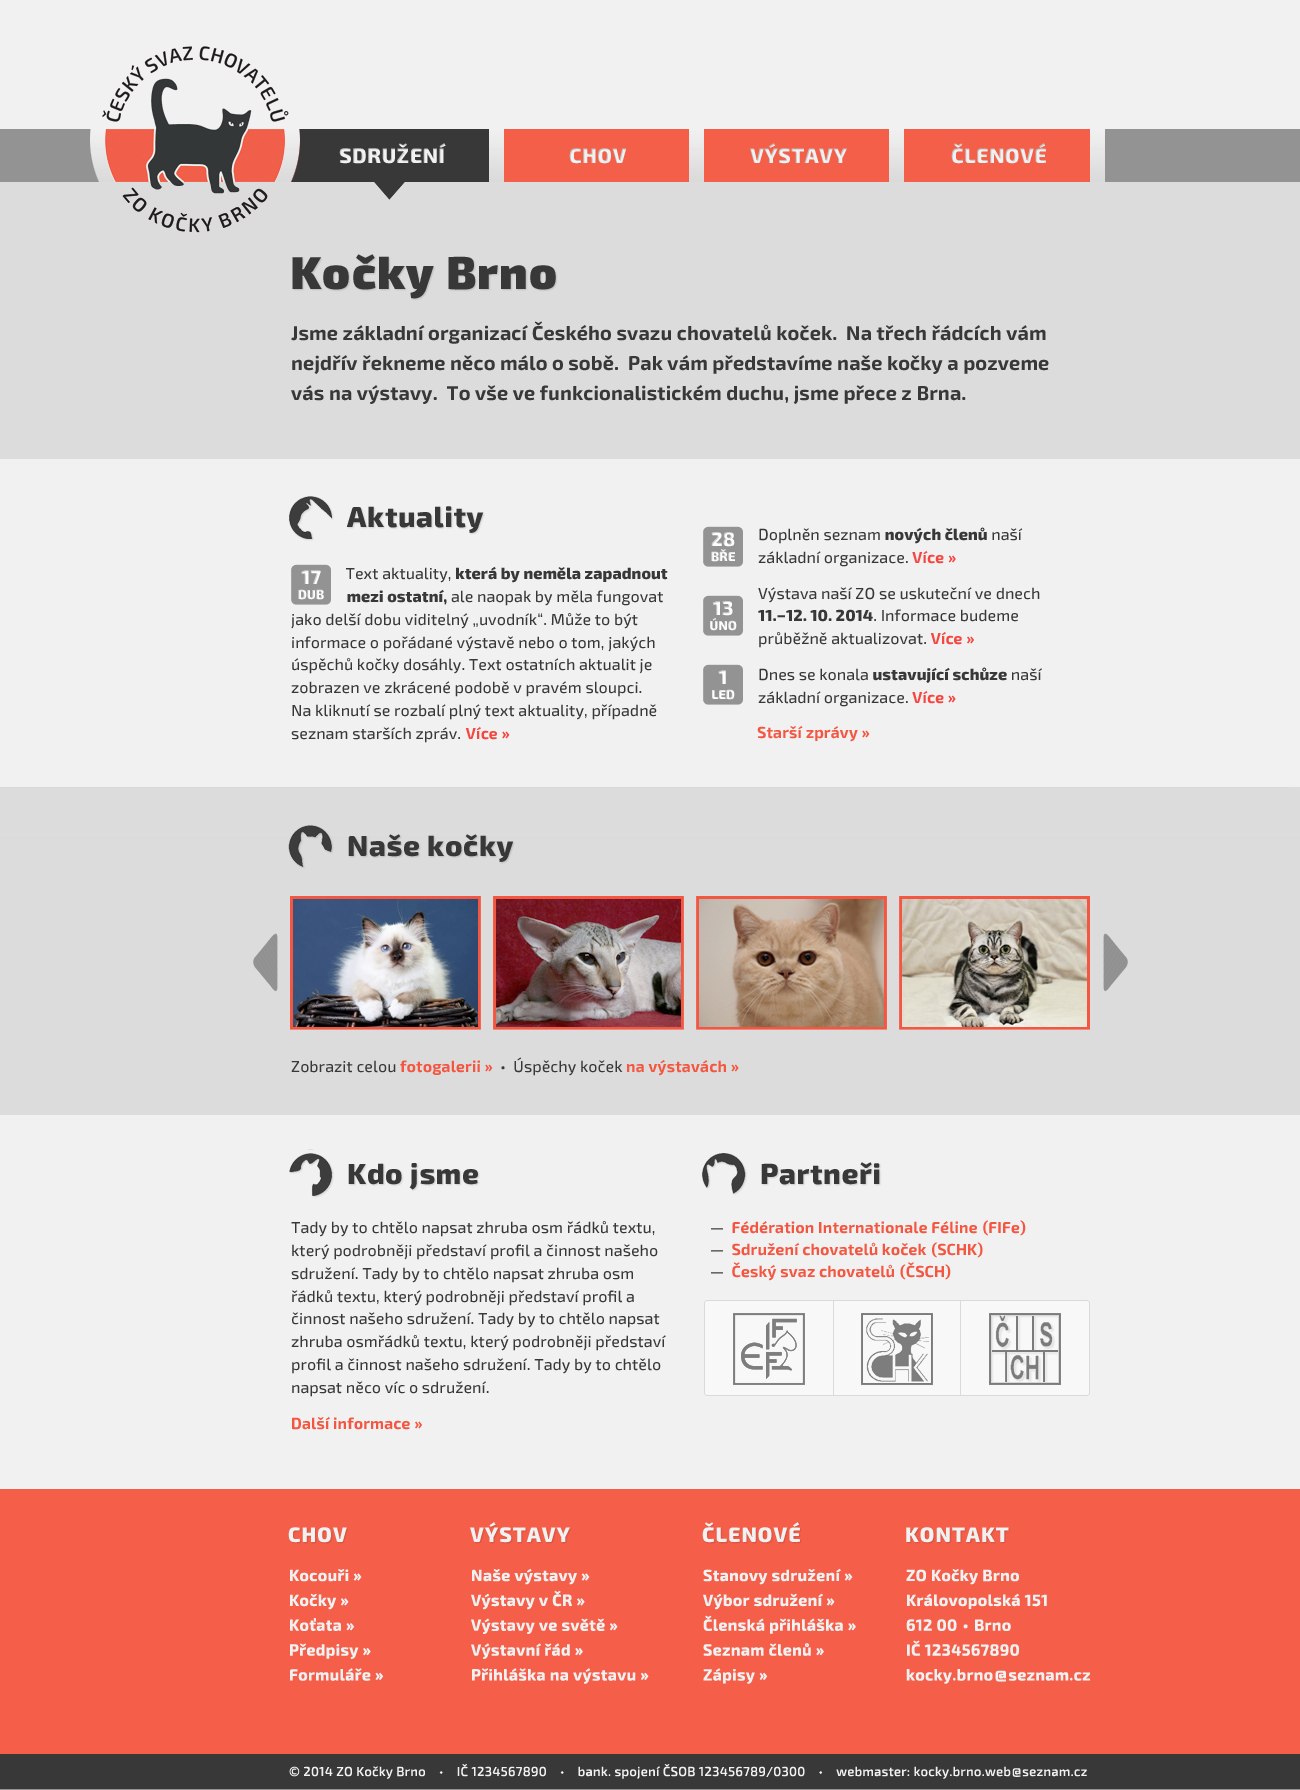 ČESKÝ SVAZ CHOVATELŮ
ZO KOČKY BRNO
SDRUŽENÍ
CHOV
VÝSTAVY
ČLENOVÉ
Kočky Brno
Jsme základní organizací Českého svazu chovatelů koček. Na třech řádcích vám
nejdřív řekneme něco málo o sobě. Pak vám představíme naše kočky a pozveme
vás na výstavy. To vše ve funkcionalistickém duchu, jsme přece z Brna.
Aktuality
17
DUB
Text aktuality, která by neměla zapadnout
mezi ostatní, ale naopak by měla fungovat
jako delší dobu viditelný „uvodník“. Může to být
informace o pořádané výstavě nebo o tom, jakých
úspěchů kočky dosáhly. Text ostatních aktualit je
zobrazen ve zkrácené podobě v pravém sloupci.
Na kliknutí se rozbalí plný text aktuality, případně
seznam starších zpráv. Více »
28
BŘE
Doplněn seznam nových členů naší
základní organizace. Více »
13
ÚNO
Výstava naší ZO se uskuteční ve dnech
11.–12. 10. 2014. Informace budeme
průběžně aktualizovat. Více »
1
LED
Dnes se konala ustavující schůze naší
základní organizace. Více »
Starší zprávy »
Naše kočky
Zobrazit celou fotogalerii » • Úspěchy koček na výstavách »
Kdo jsme
Tady by to chtělo napsat zhruba osm řádků textu,
který podrobněji představí profil a činnost našeho
sdružení. Tady by to chtělo napsat zhruba osm
řádků textu, který podrobněji představí profil a
činnost našeho sdružení. Tady by to chtělo napsat
zhruba osmřádků textu, který podrobněji představí
profil a činnost našeho sdružení. Tady by to chtělo
napsat něco víc o sdružení.
Další informace »
Partneři
— Fédération Internationale Féline (FIFe)
— Sdružení chovatelů koček (SCHK)
— Český svaz chovatelů (ČSCH)
FIFE
SCHK
Č S
CH
CHOV
Kocouři »
Kočky »
Koťata »
Předpisy »
Formuláře »
VÝSTAVY
Naše výstavy »
Výstavy v ČR »
Výstavy ve světě »
Výstavní řád »
Přihláška na výstavu »
ČLENOVÉ
Stanovy sdružení »
Výbor sdružení »
Členská přihláška »
Seznam členů »
Zápisy »
KONTAKT
ZO Kočky Brno
Královopolská 151
612 00 • Brno
IČ 1234567890
kocky.brno@seznam.cz
© 2014 ZO Kočky Brno • IČ 1234567890 • bank. spojení ČSOB 123456789/0300 • webmaster: kocky.brno.web@seznam.cz